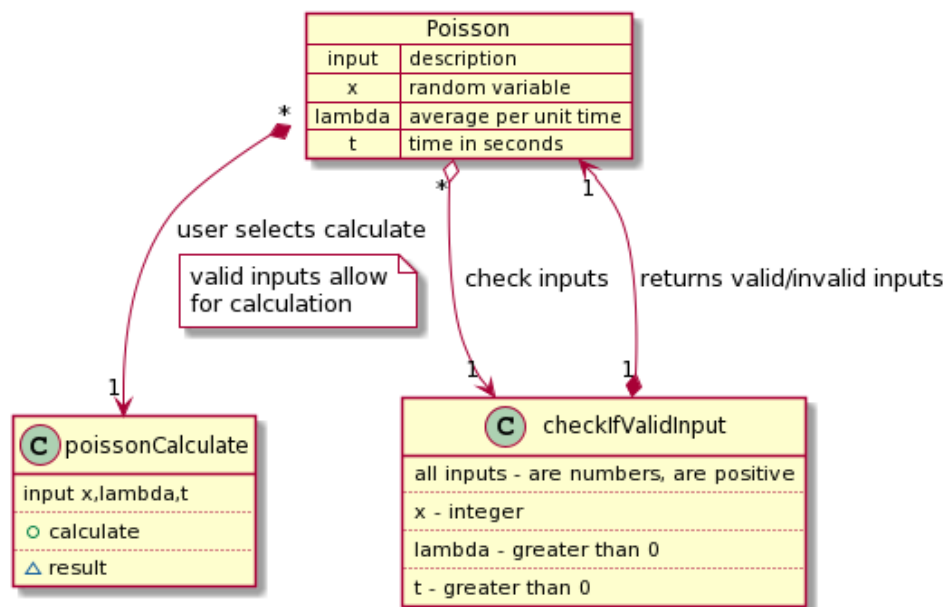 Poisson
input description
x random variable
lambda average per unit time
t time in seconds
*
*
1
user selects calculate
valid inputs allow
for calculation
check inputs
returns valid/invalid inputs
1
1
1
C poissonCalculate
input x,lambda,t
calculate
result
C checkIfValidInput
all inputs - are numbers, are positive
x - integer
lambda - greater than 0
t - greater than 0